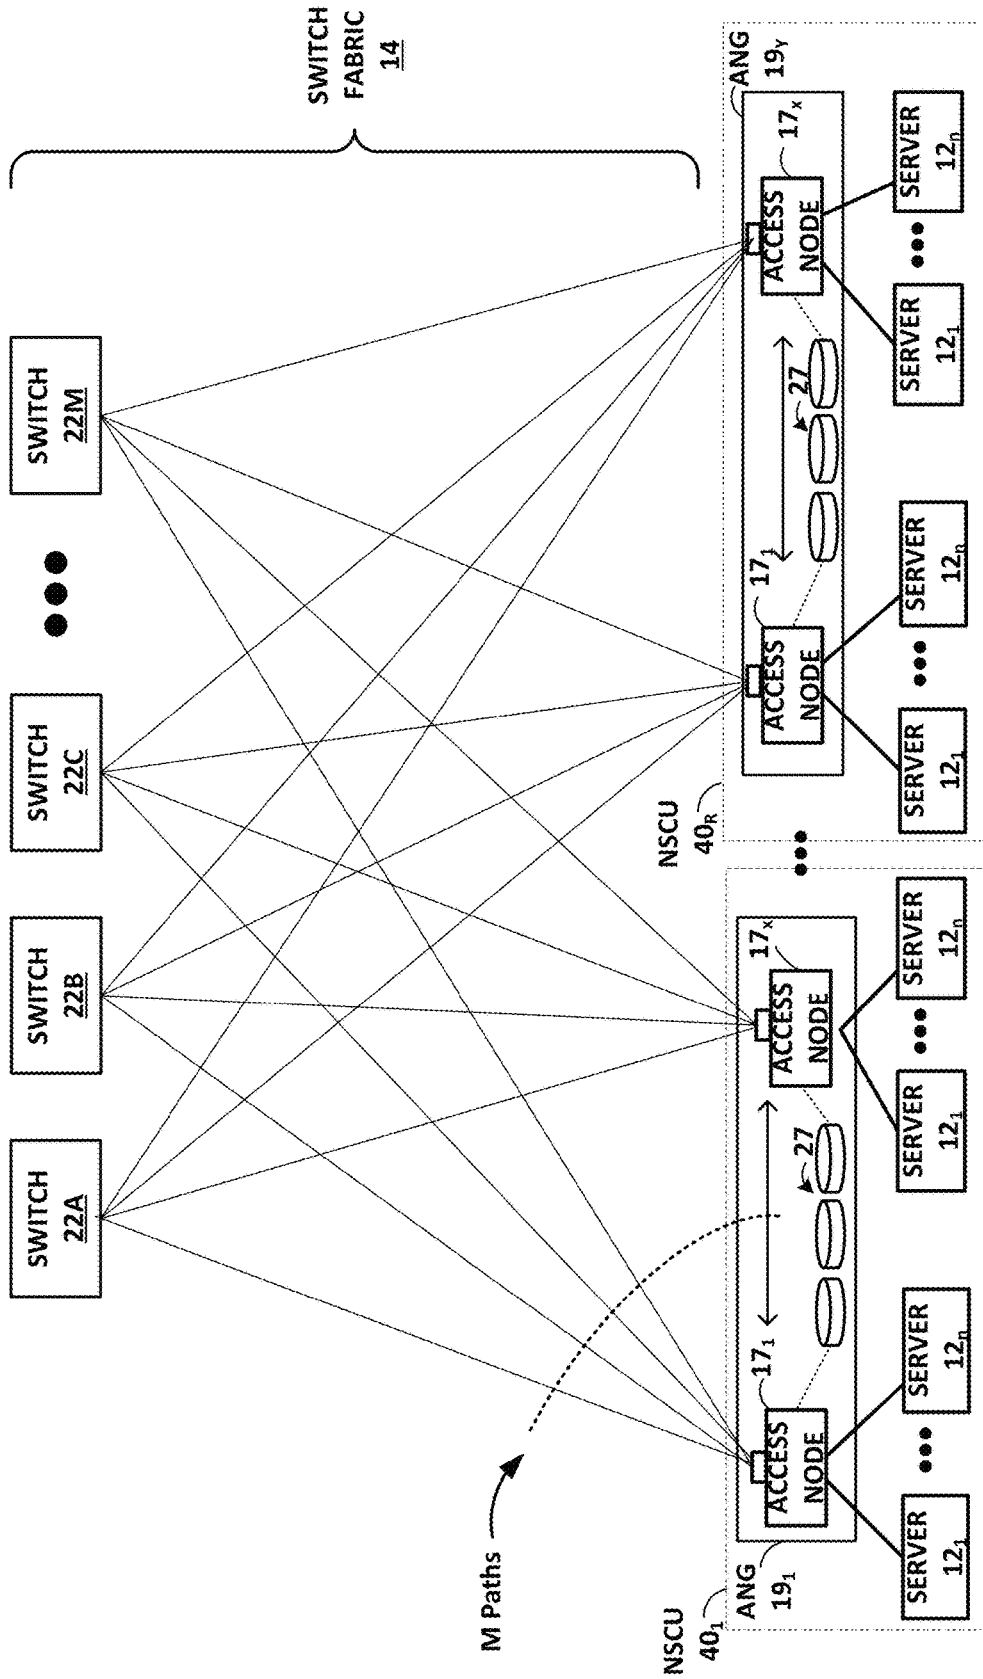 SWITCH
22A
SWITCH
22B
SWITCH
22C
SWITCH
22M
SWITCH
FABRIC
14
M Paths
NSCU
40₁
ANG
19₁
ACCESS
NODE
17₁
27
ACCESS
NODE
17ₓ
SERVER
12₁
SERVER
12ₙ
SERVER
12₁
SERVER
12ₙ
NSCU
40R
ANG
19Y
ACCESS
NODE
17₁
27
ACCESS
NODE
17ₓ
SERVER
12₁
SERVER
12ₙ
SERVER
12₁
SERVER
12ₙ